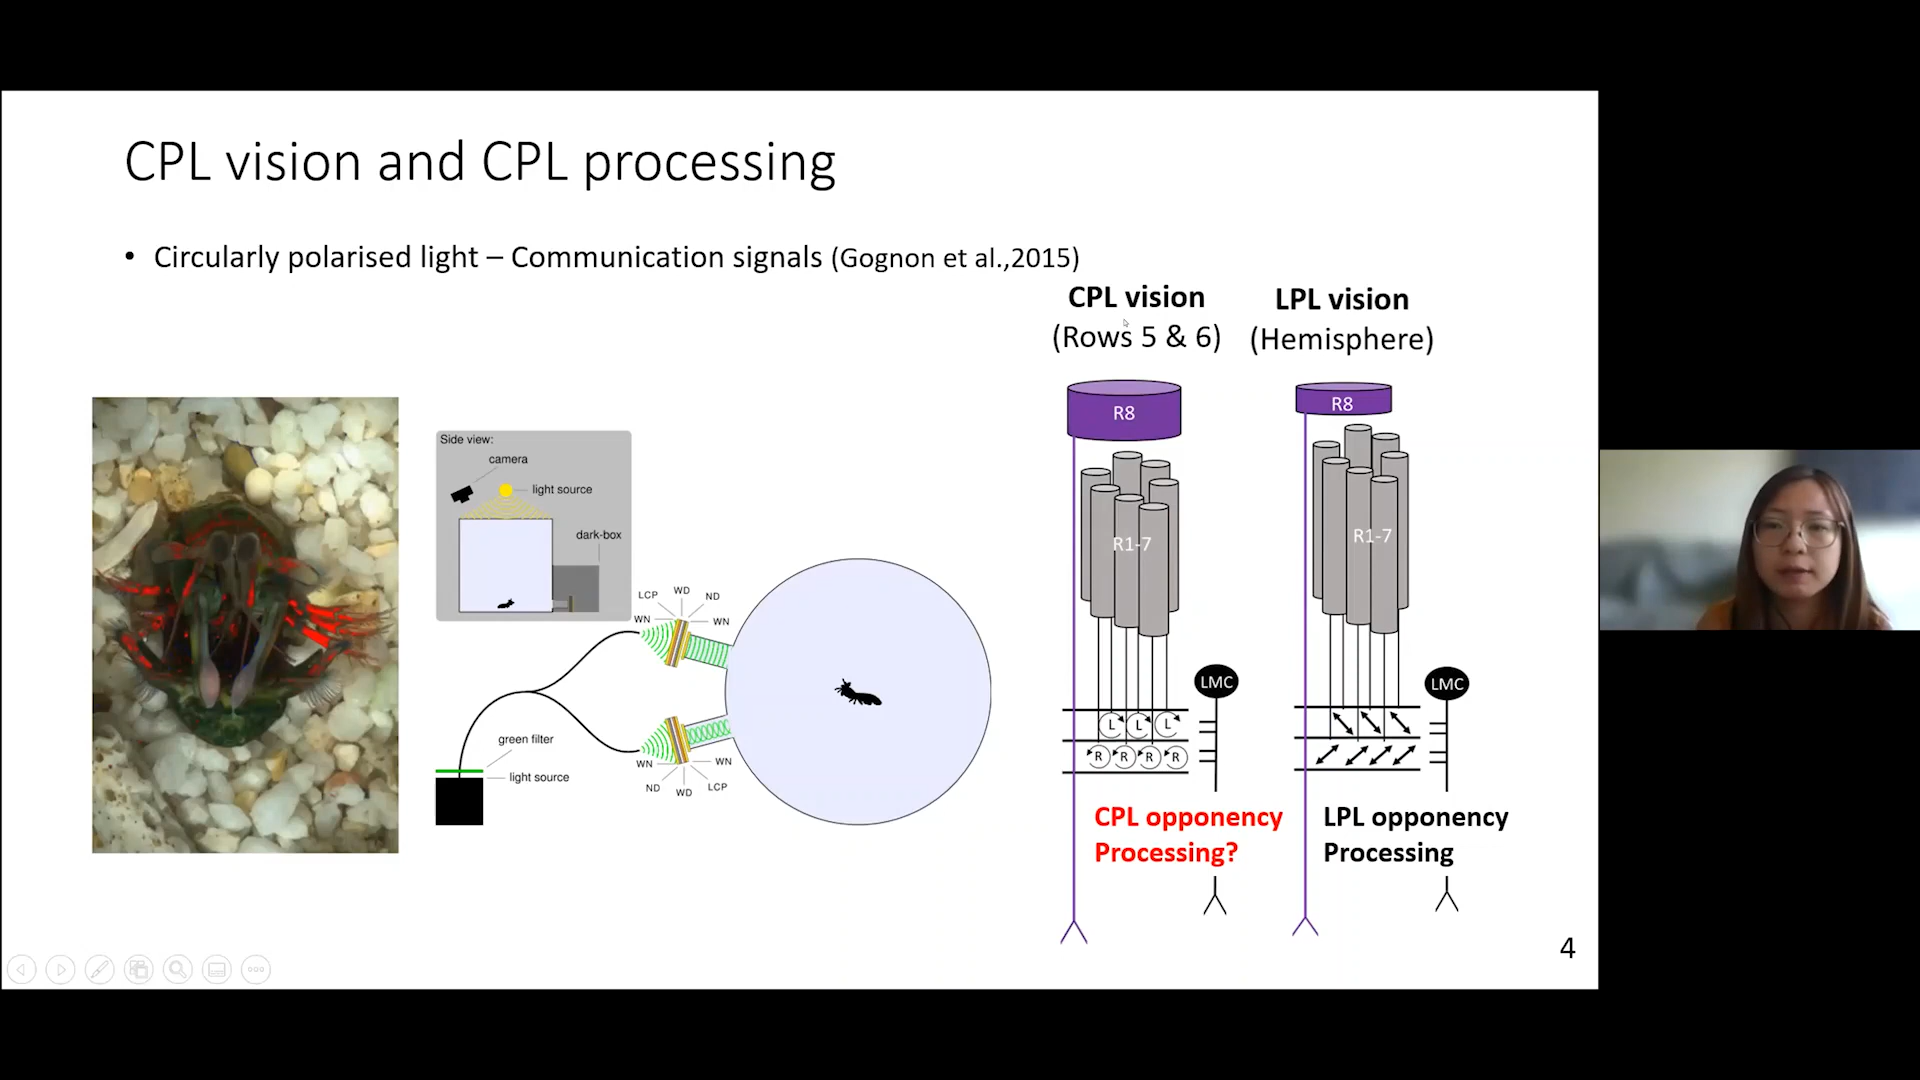 CPL vision and CPL processing
• Circularly polarised light – Communication signals (Gognon et al.,2015)
CPL vision
(Rows 5 & 6)
LPL vision
(Hemisphere)
Side view:
camera
light source
dark-box
LCP
WD
ND
WN
WN
green filter
light source
WN
WN
ND
WD
LCP
R8
R1-7
LMC
L L L
R R R R
CPL opponency
Processing?
R8
R1-7
LMC
LPL opponency
Processing
4